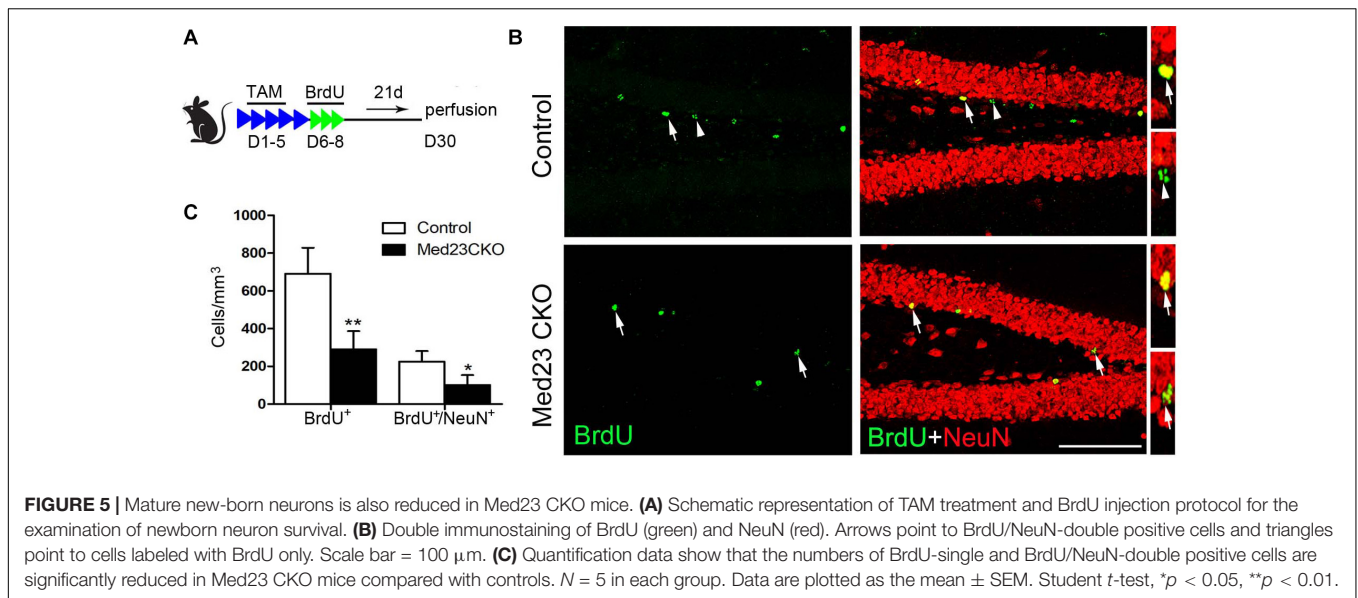 A
TAM BrdU 21d perfusion
D1-5 D6-8 D30
B
Control
Med23 CKO
BrdU
BrdU+NeuN
C
Cells/mm³
1000
800
600
400
200
0
Control
Med23CKO
**
*
BrdU⁺ BrdU⁺/NeuN⁺
FIGURE 5 | Mature new-born neurons is also reduced in Med23 CKO mice. (A) Schematic representation of TAM treatment and BrdU injection protocol for the
examination of newborn neuron survival. (B) Double immunostaining of BrdU (green) and NeuN (red). Arrows point to BrdU/NeuN-double positive cells and triangles
point to cells labeled with BrdU only. Scale bar = 100 μm. (C) Quantification data show that the numbers of BrdU-single and BrdU/NeuN-double positive cells are
significantly reduced in Med23 CKO mice compared with controls. N = 5 in each group. Data are plotted as the mean ± SEM. Student t-test, *p < 0.05, **p < 0.01.